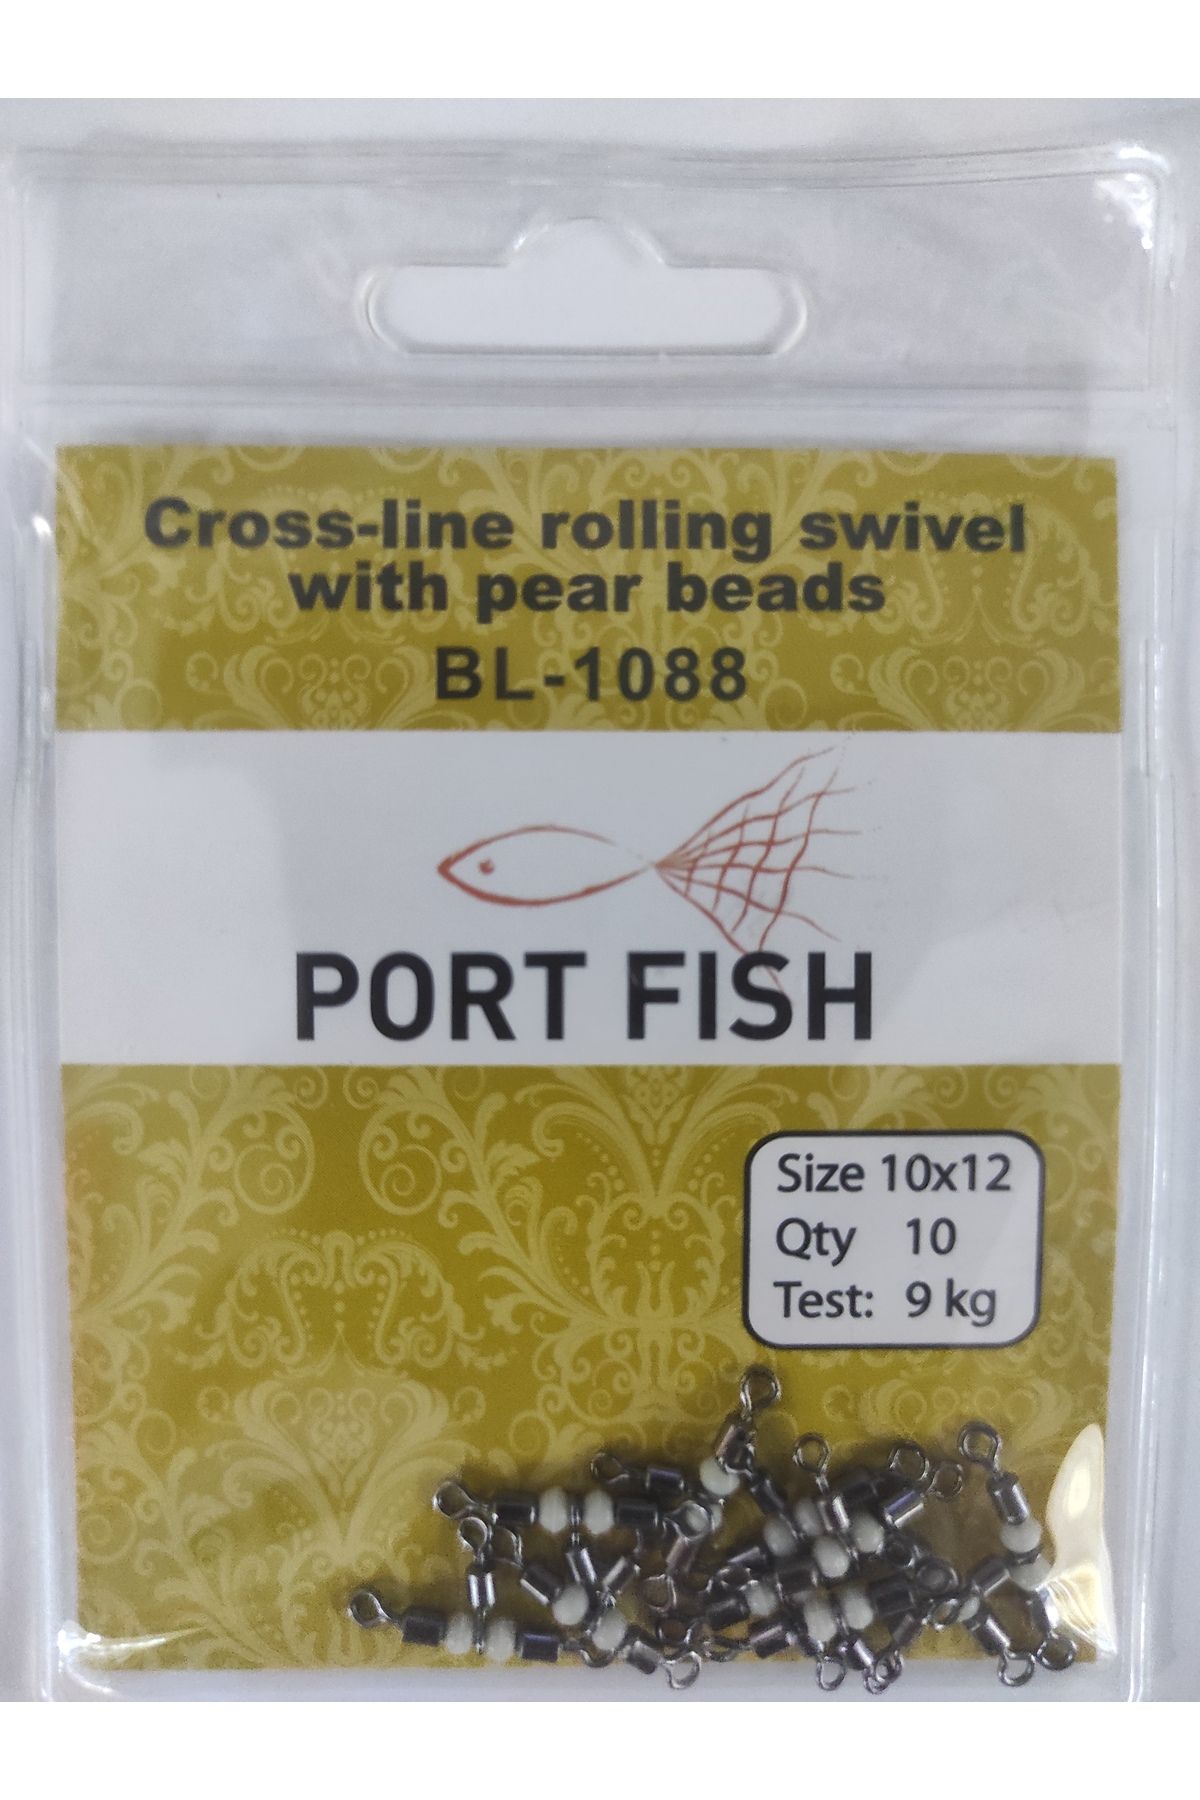 Cross-line rolling swivel
with pear beads
BL-1088
PORT FISH
Size 10x12
Qty 10
Test: 9 kg